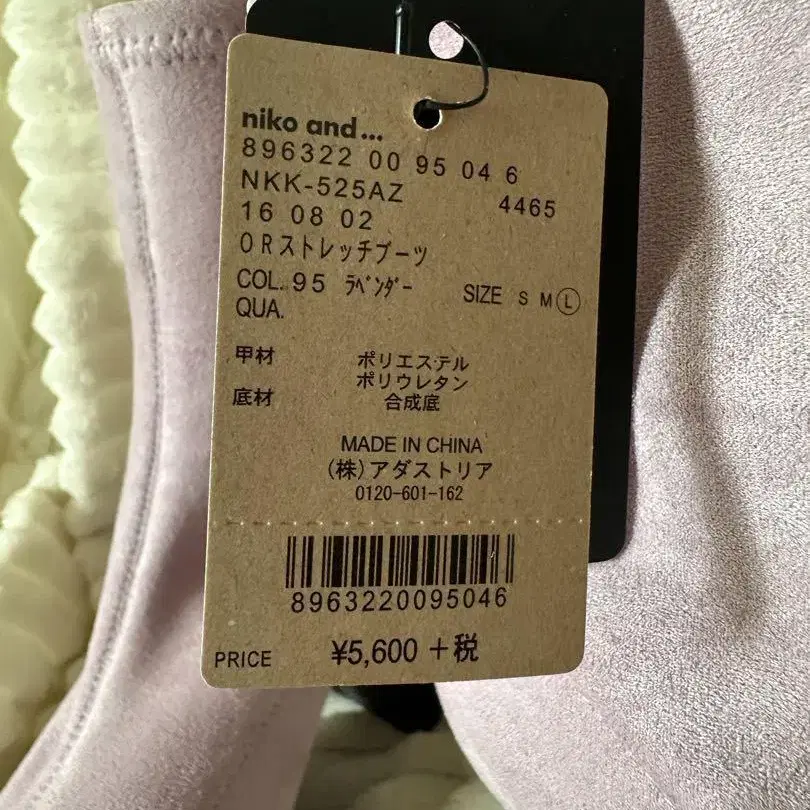 niko and...
896322 00 95 04 6
NKK-525AZ 4465
16 08 02
ORストレッチブーツ
COL.95 ﾗﾍﾞﾝﾀﾞｰ SIZE S M Ⓛ
QUA.
甲材 ポリエステル
ポリウレタン
底材 合成底
MADE IN CHINA
(株)アダストリア
0120-601-162
8963220095046
PRICE ¥5,600 +税